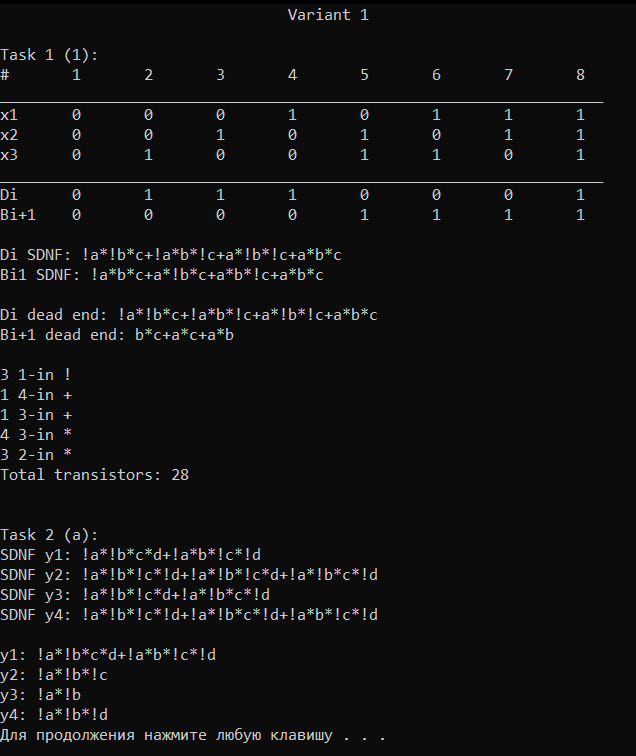 Variant 1
Task 1 (1):
# 1 2 3 4 5 6 7 8
x1 0 0 0 1 0 1 1 1
x2 0 0 1 0 1 0 1 1
x3 0 1 0 0 1 1 0 1
Di 0 1 1 1 0 0 0 1
Bi+1 0 0 0 0 1 1 1 1
Di SDNF: !a*!b*c+!a*b*!c+a*!b*!c+a*b*c
Bi1 SDNF: !a*b*c+a*!b*c+a*b*!c+a*b*c
Di dead end: !a*!b*c+!a*b*!c+a*!b*!c+a*b*c
Bi+1 dead end: b*c+a*c+a*b
3 1-in !
1 4-in +
1 3-in +
4 3-in *
3 2-in *
Total transistors: 28
Task 2 (a):
SDNF y1: !a*!b*c*d+!a*b*!c*!d
SDNF y2: !a*!b*!c*!d+!a*!b*!c*d+!a*!b*c*!d
SDNF y3: !a*!b*!c*d+!a*!b*c*!d
SDNF y4: !a*!b*!c*!d+!a*!b*c*!d+!a*b*!c*!d
y1: !a*!b*c*d+!a*b*!c*!d
y2: !a*!b*!c
y3: !a*!b
y4: !a*!b*!d
Для продолжения нажмите любую клавишу . . .